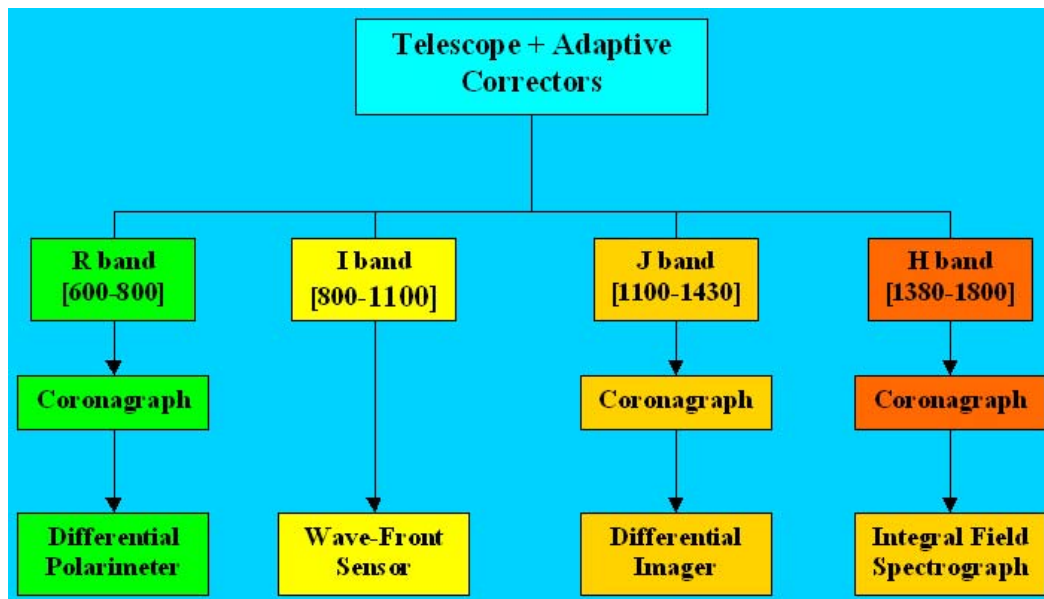 Telescope + Adaptive
Correctors
R band
[600-800]
I band
[800-1100]
J band
[1100-1430]
H band
[1380-1800]
Coronagraph
Coronagraph
Coronagraph
Differential
Polarimeter
Wave-Front
Sensor
Differential
Imager
Integral Field
Spectrograph